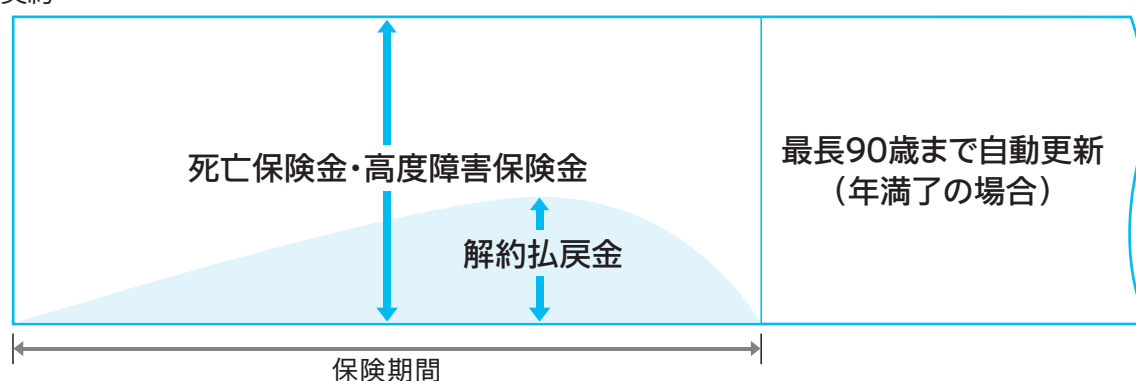 死亡保険金・高度障害保険金
最長90歳まで自動更新
（年満了の場合）
解約払戻金
保険期間